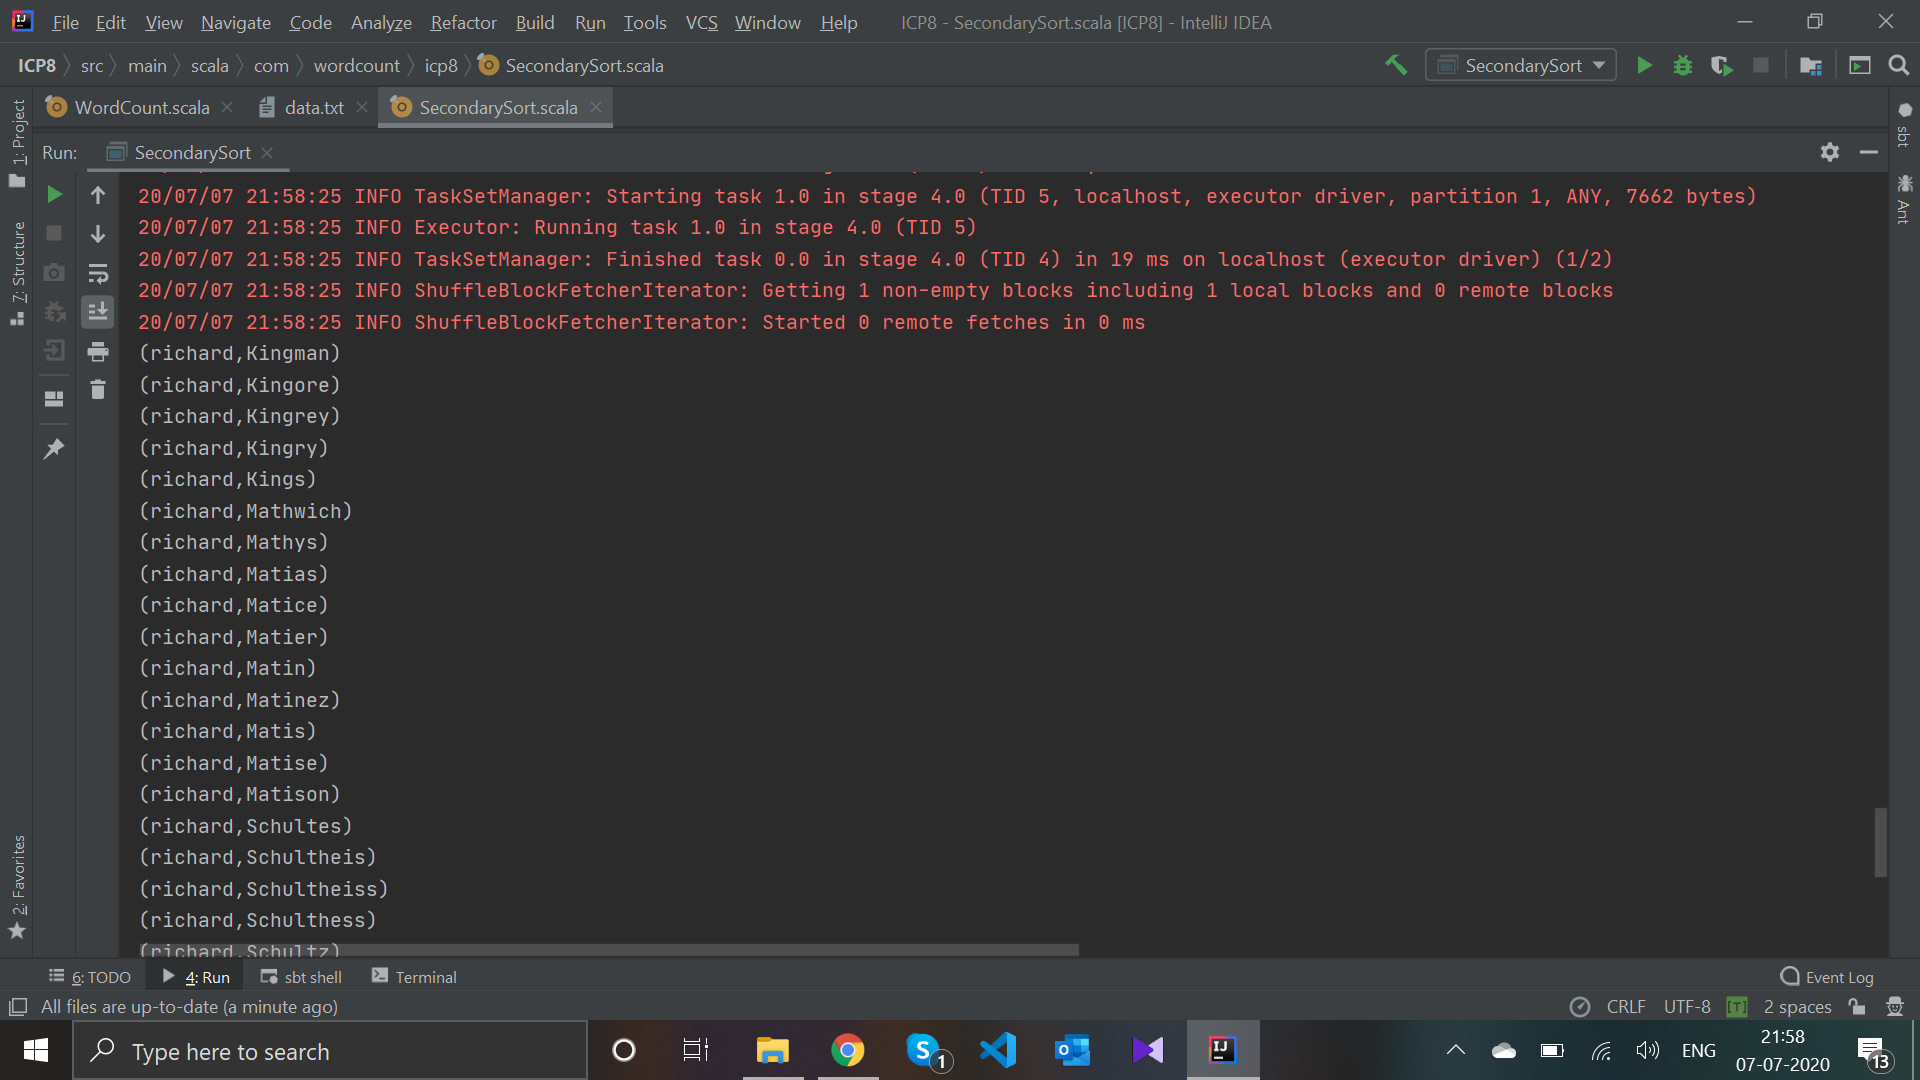 File Edit View Navigate Code Analyze Refactor Build Run Tools VCS Window Help ICP8 - SecondarySort.scala [ICP8] - IntelliJ IDEA
ICP8 src main scala com wordcount icp8 SecondarySort.scala SecondarySort
WordCount.scala data.txt SecondarySort.scala
Run: SecondarySort
1: Project
7: Structure
2: Favorites
sbt
Ant
20/07/07 21:58:25 INFO TaskSetManager: Starting task 1.0 in stage 4.0 (TID 5, localhost, executor driver, partition 1, ANY, 7662 bytes)
20/07/07 21:58:25 INFO Executor: Running task 1.0 in stage 4.0 (TID 5)
20/07/07 21:58:25 INFO TaskSetManager: Finished task 0.0 in stage 4.0 (TID 4) in 19 ms on localhost (executor driver) (1/2)
20/07/07 21:58:25 INFO ShuffleBlockFetcherIterator: Getting 1 non-empty blocks including 1 local blocks and 0 remote blocks
20/07/07 21:58:25 INFO ShuffleBlockFetcherIterator: Started 0 remote fetches in 0 ms
(richard,Kingman)
(richard,Kingore)
(richard,Kingrey)
(richard,Kingry)
(richard,Kings)
(richard,Mathwich)
(richard,Mathys)
(richard,Matias)
(richard,Matice)
(richard,Matier)
(richard,Matin)
(richard,Matinez)
(richard,Matis)
(richard,Matise)
(richard,Matison)
(richard,Schultes)
(richard,Schultheis)
(richard,Schultheiss)
(richard,Schulthess)
(richard,Schultz)
6: TODO 4: Run sbt shell Terminal Event Log
All files are up-to-date (a minute ago) CRLF UTF-8 [T] 2 spaces
Type here to search 1 ENG 21:58
07-07-2020 13